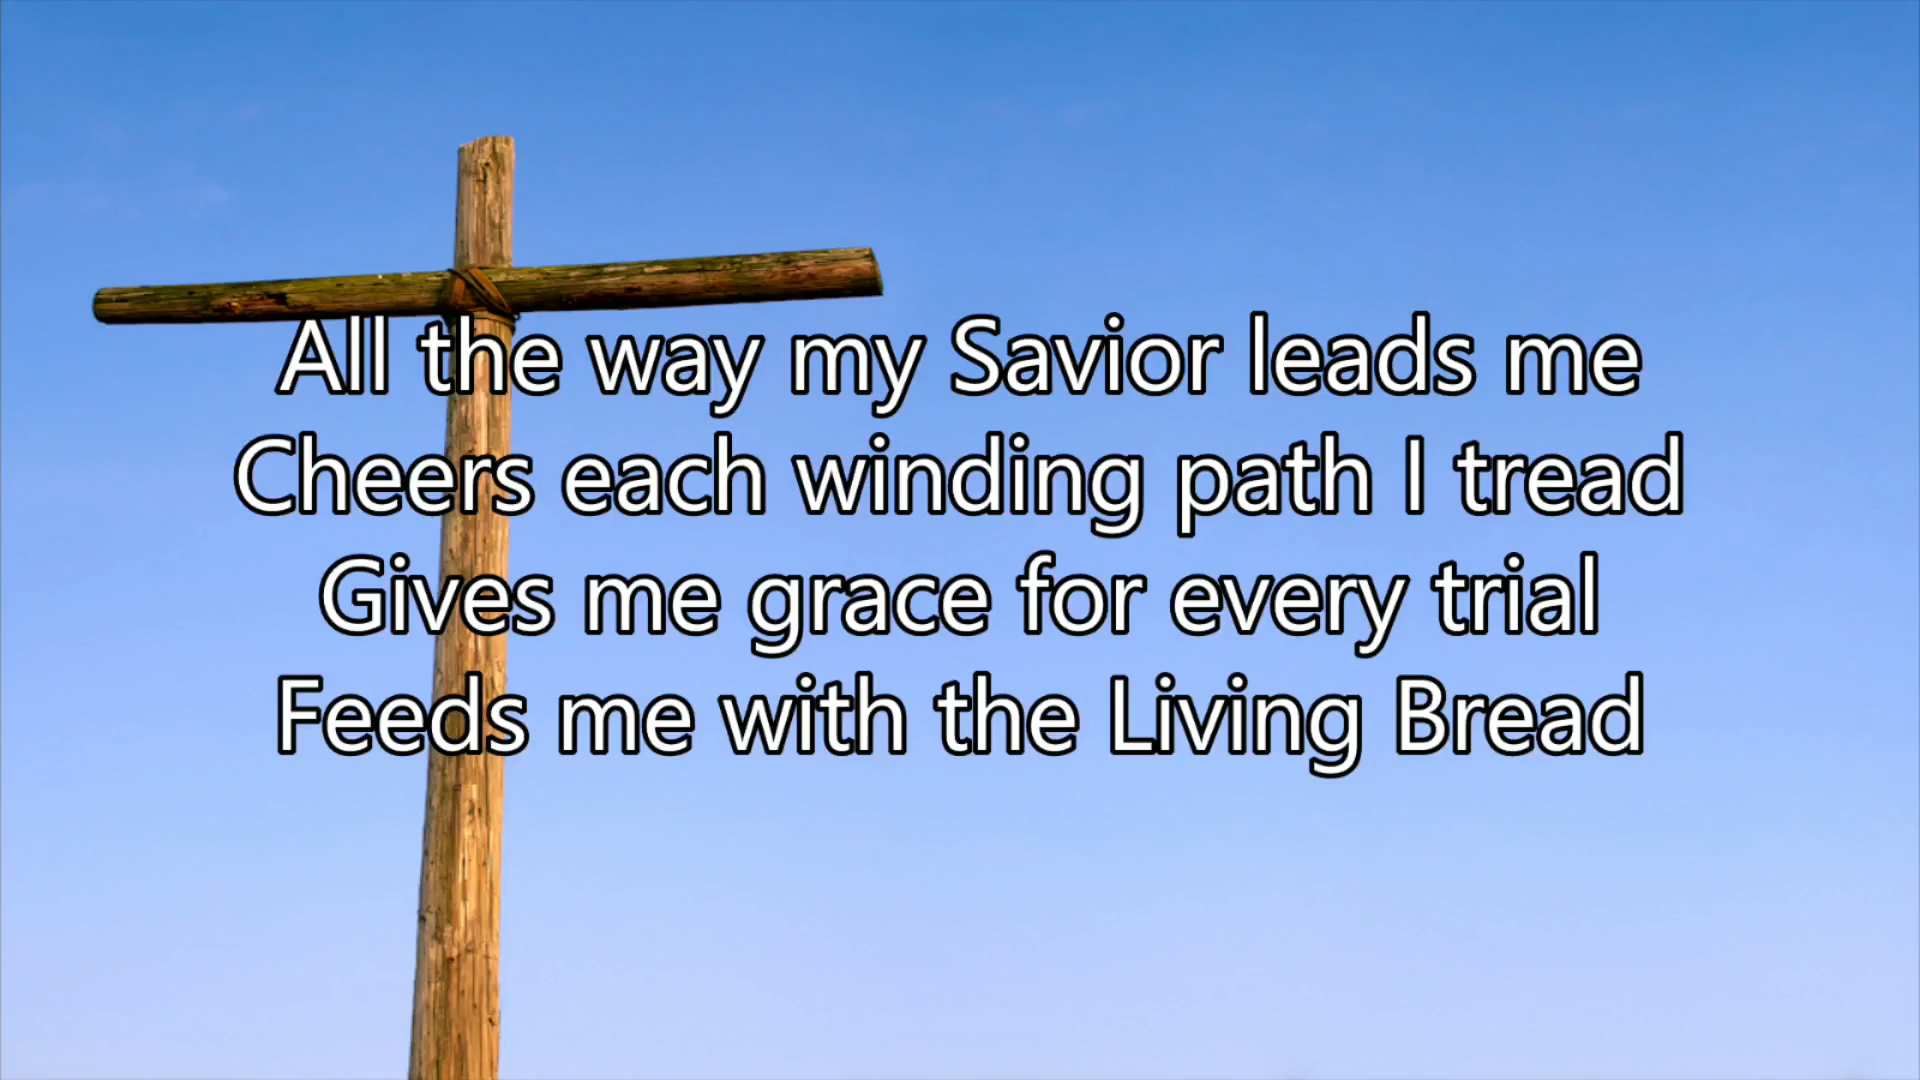 All the way my Savior leads me
Cheers each winding path I tread
Gives me grace for every trial
Feeds me with the Living Bread